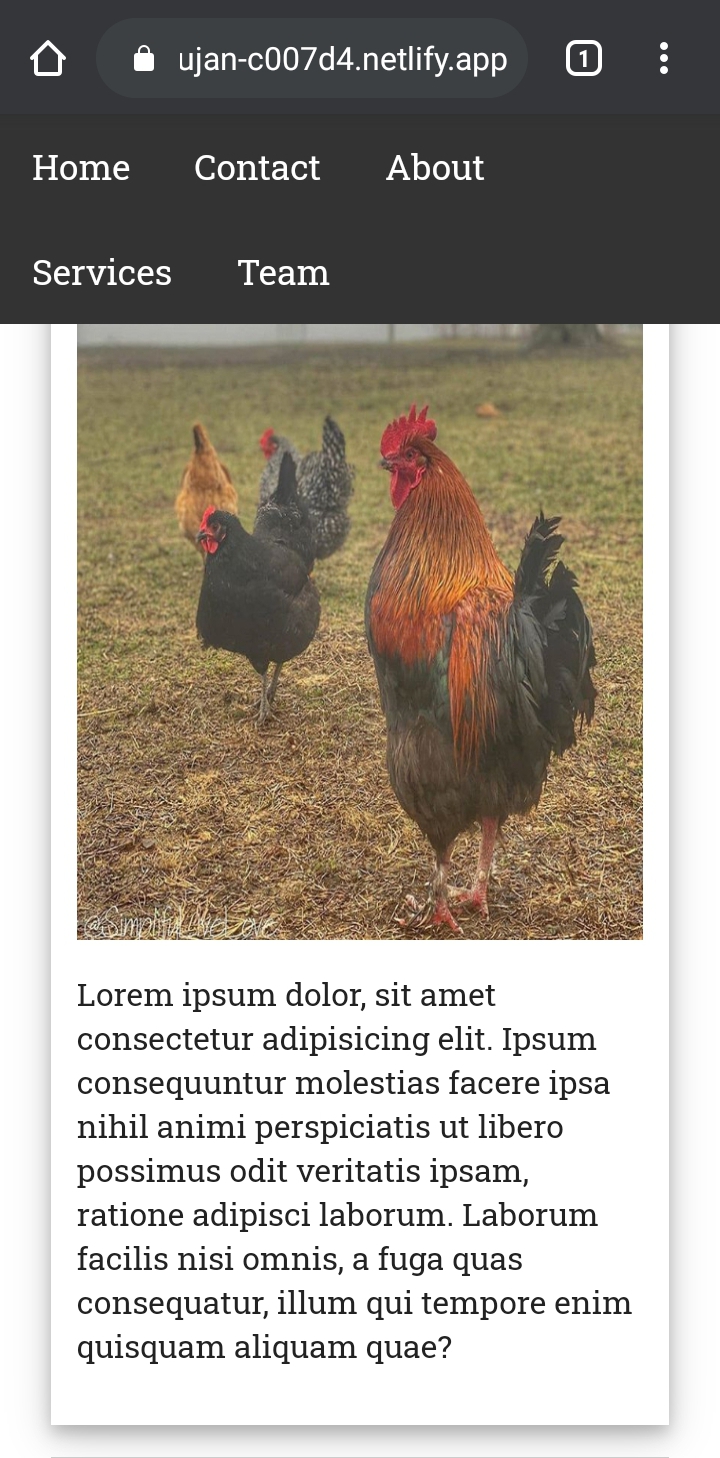 ujan-c007d4.netlify.app
1
Home Contact About
Services Team
@SimplifyLiveLove
Lorem ipsum dolor, sit amet
consectetur adipisicing elit. Ipsum
consequuntur molestias facere ipsa
nihil animi perspiciatis ut libero
possimus odit veritatis ipsam,
ratione adipisci laborum. Laborum
facilis nisi omnis, a fuga quas
consequatur, illum qui tempore enim
quisquam aliquam quae?